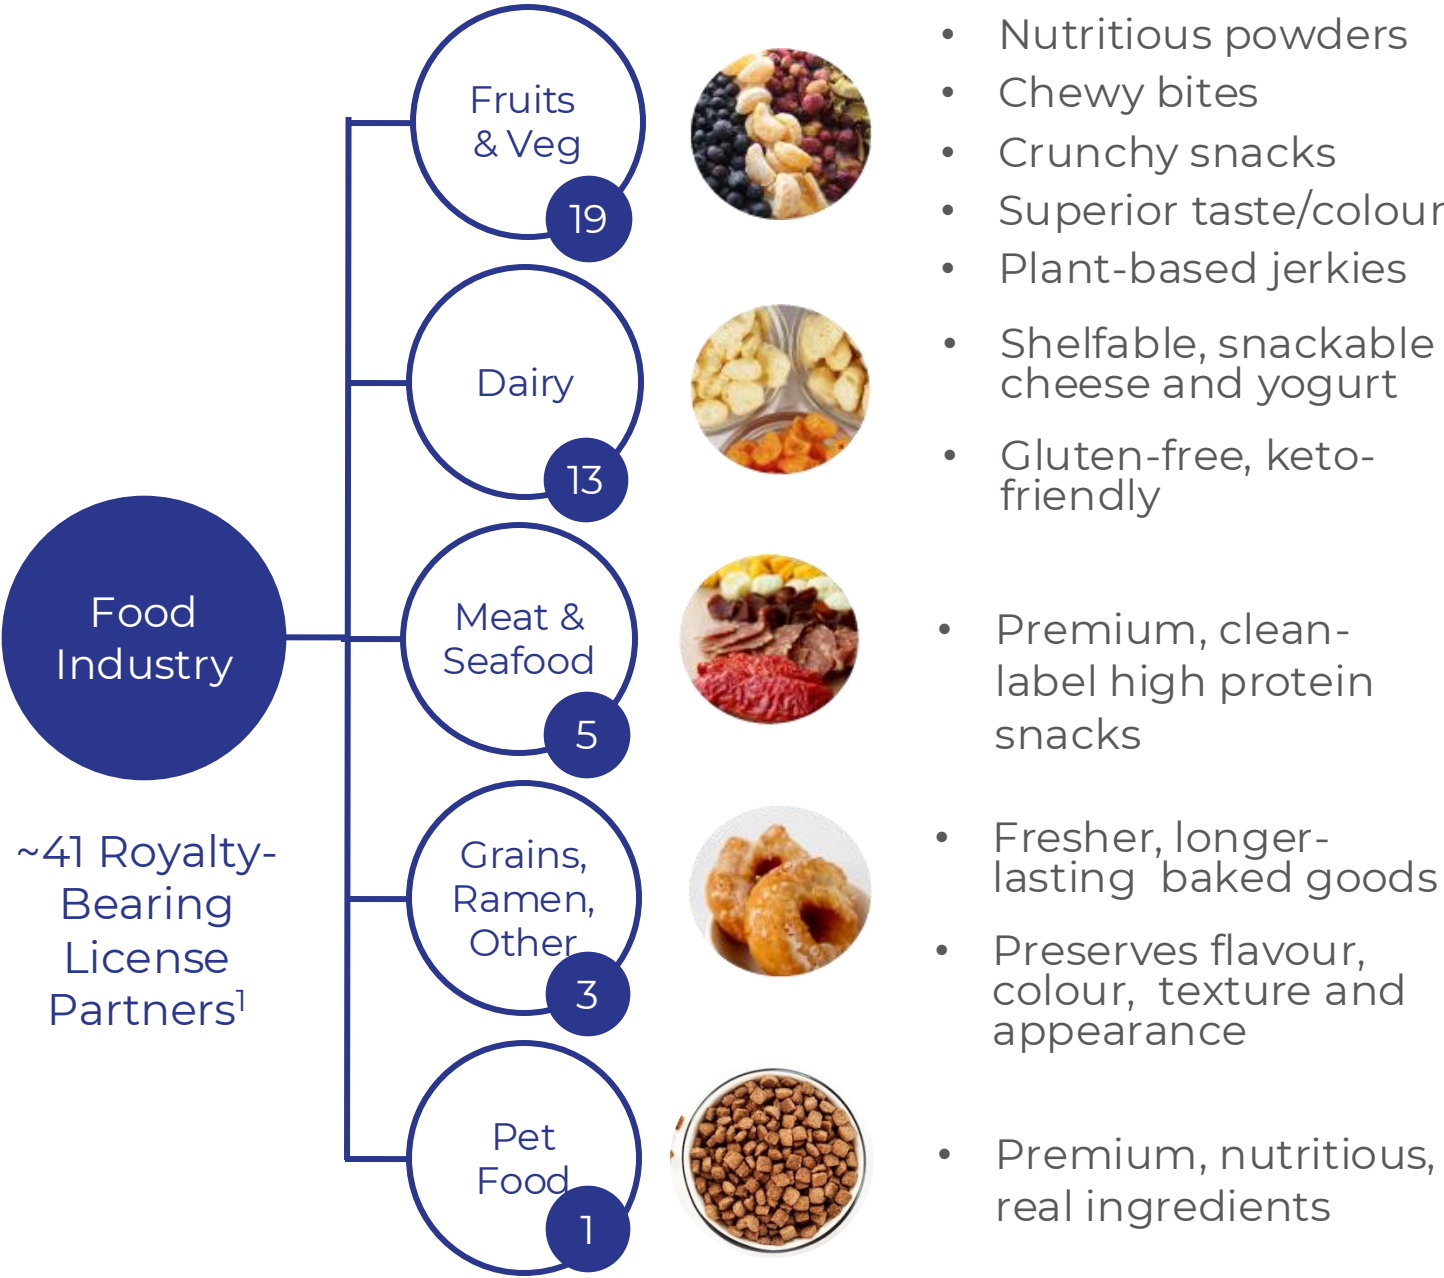 Food
Industry
~41 Royalty-
Bearing
License
Partners¹
Fruits
& Veg
19
• Nutritious powders
• Chewy bites
• Crunchy snacks
• Superior taste/colour
• Plant-based jerkies
Dairy
13
• Shelfable, snackable
cheese and yogurt
• Gluten-free, keto-
friendly
Meat &
Seafood
5
• Premium, clean-
label high protein
snacks
Grains,
Ramen,
Other
3
• Fresher, longer-
lasting  baked goods
• Preserves flavour,
colour,  texture and
appearance
Pet
Food
1
• Premium, nutritious,
real ingredients